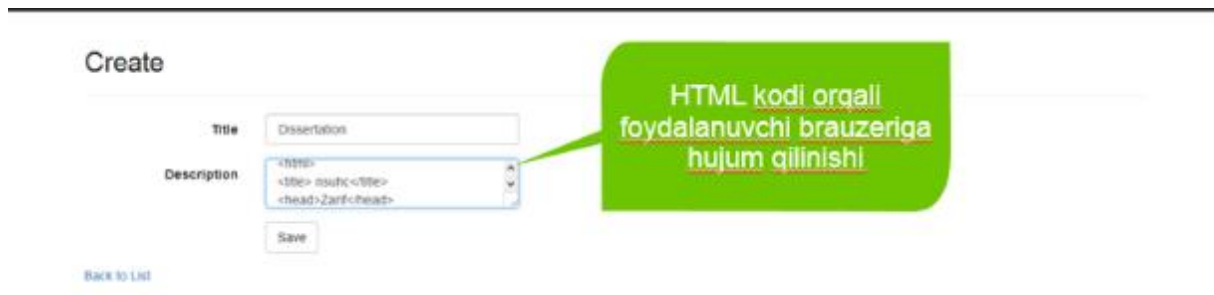 Create
HTML kodi orqali
foydalanuvchi brauzeriga
hujum qilinishi
Title
Dissertation
Description
<html>
<title> nsuhc</title>
<head>Zarif</head>
Save
Back to List